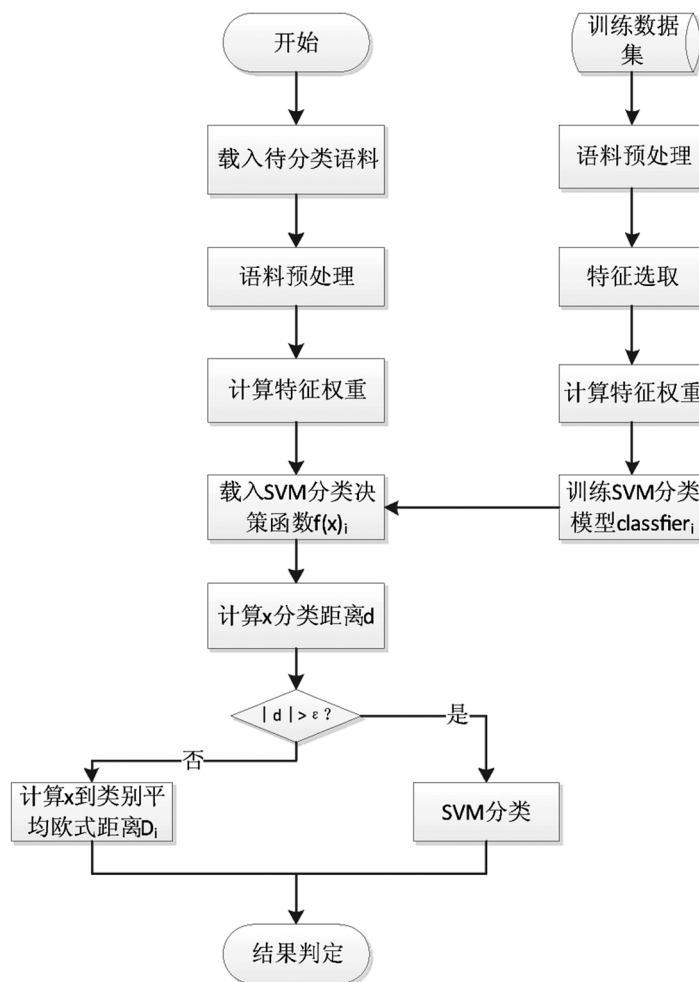 开始
训练数据
集
载入待分类语料
语料预处理
语料预处理
特征选取
计算特征权重
计算特征权重
载入SVM分类决
策函数f(x)i
训练SVM分类
模型classfieri
计算x分类距离d
|d|>ε?
是
否
计算x到类别平
均欧式距离Di
SVM分类
结果判定